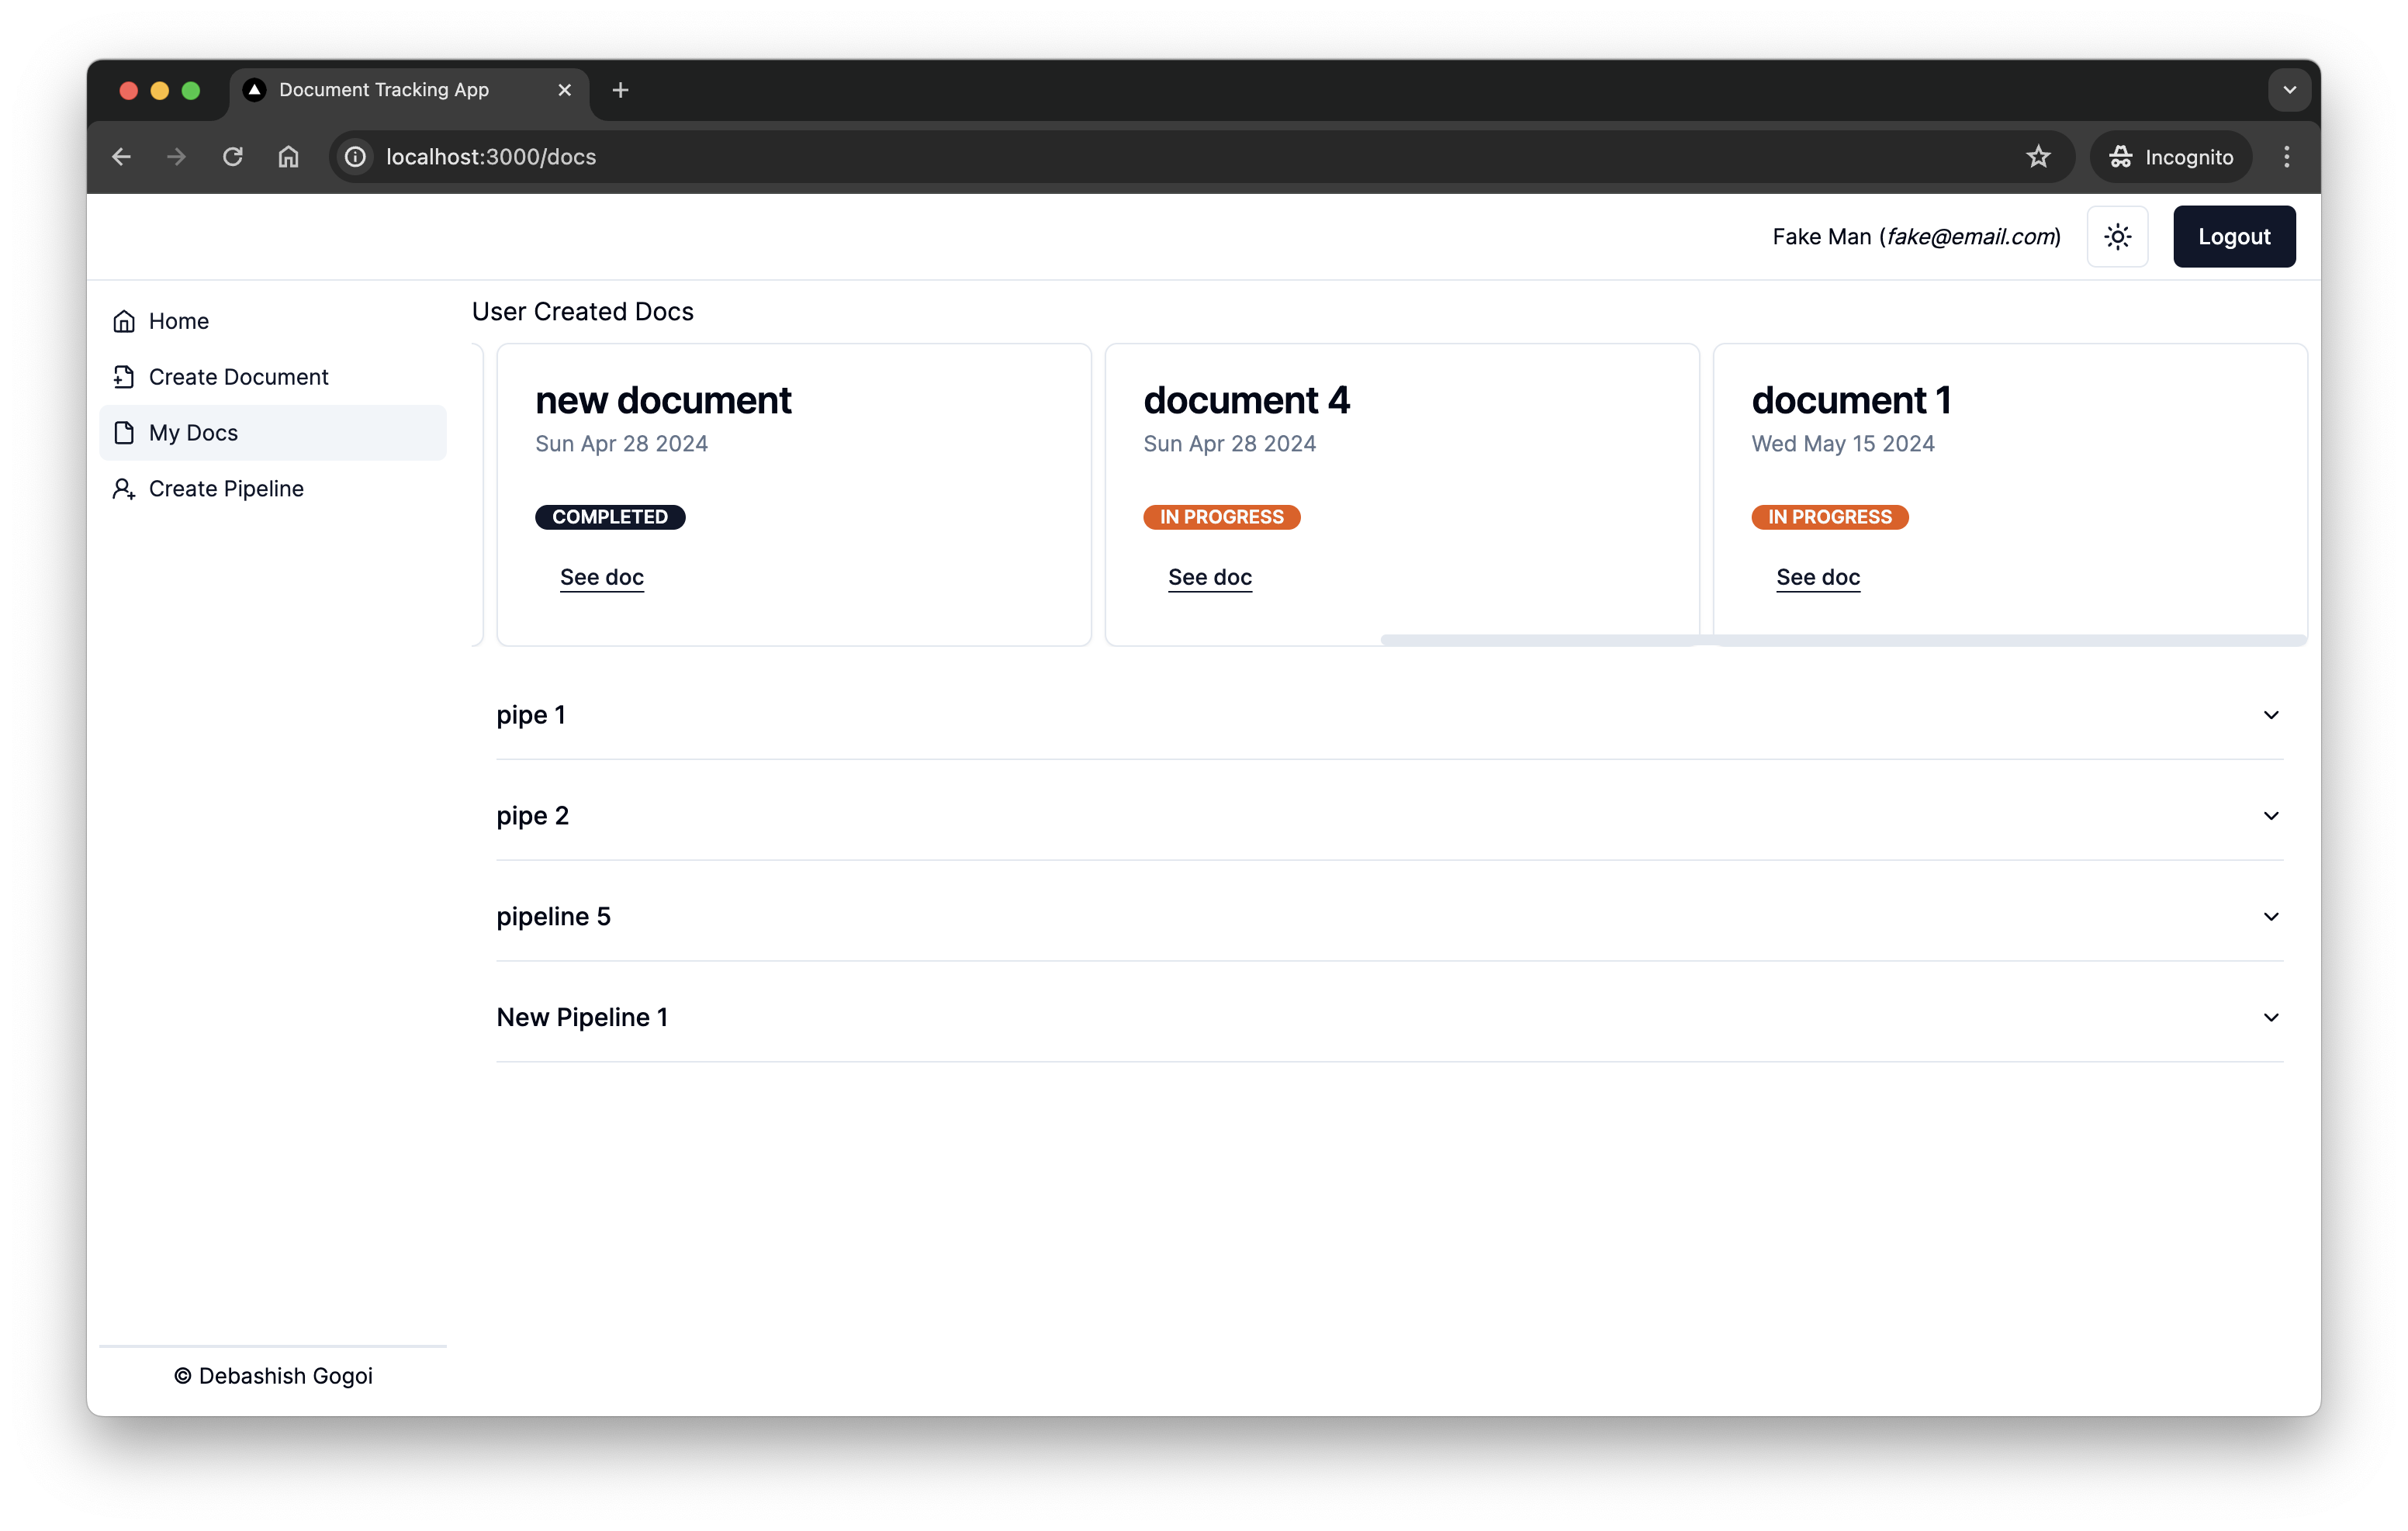 Document Tracking App
localhost:3000/docs
Incognito
Fake Man (fake@email.com)
Logout
Home
Create Document
My Docs
Create Pipeline
User Created Docs
new document
Sun Apr 28 2024
COMPLETED
See doc
document 4
Sun Apr 28 2024
IN PROGRESS
See doc
document 1
Wed May 15 2024
IN PROGRESS
See doc
pipe 1
pipe 2
pipeline 5
New Pipeline 1
© Debashish Gogoi